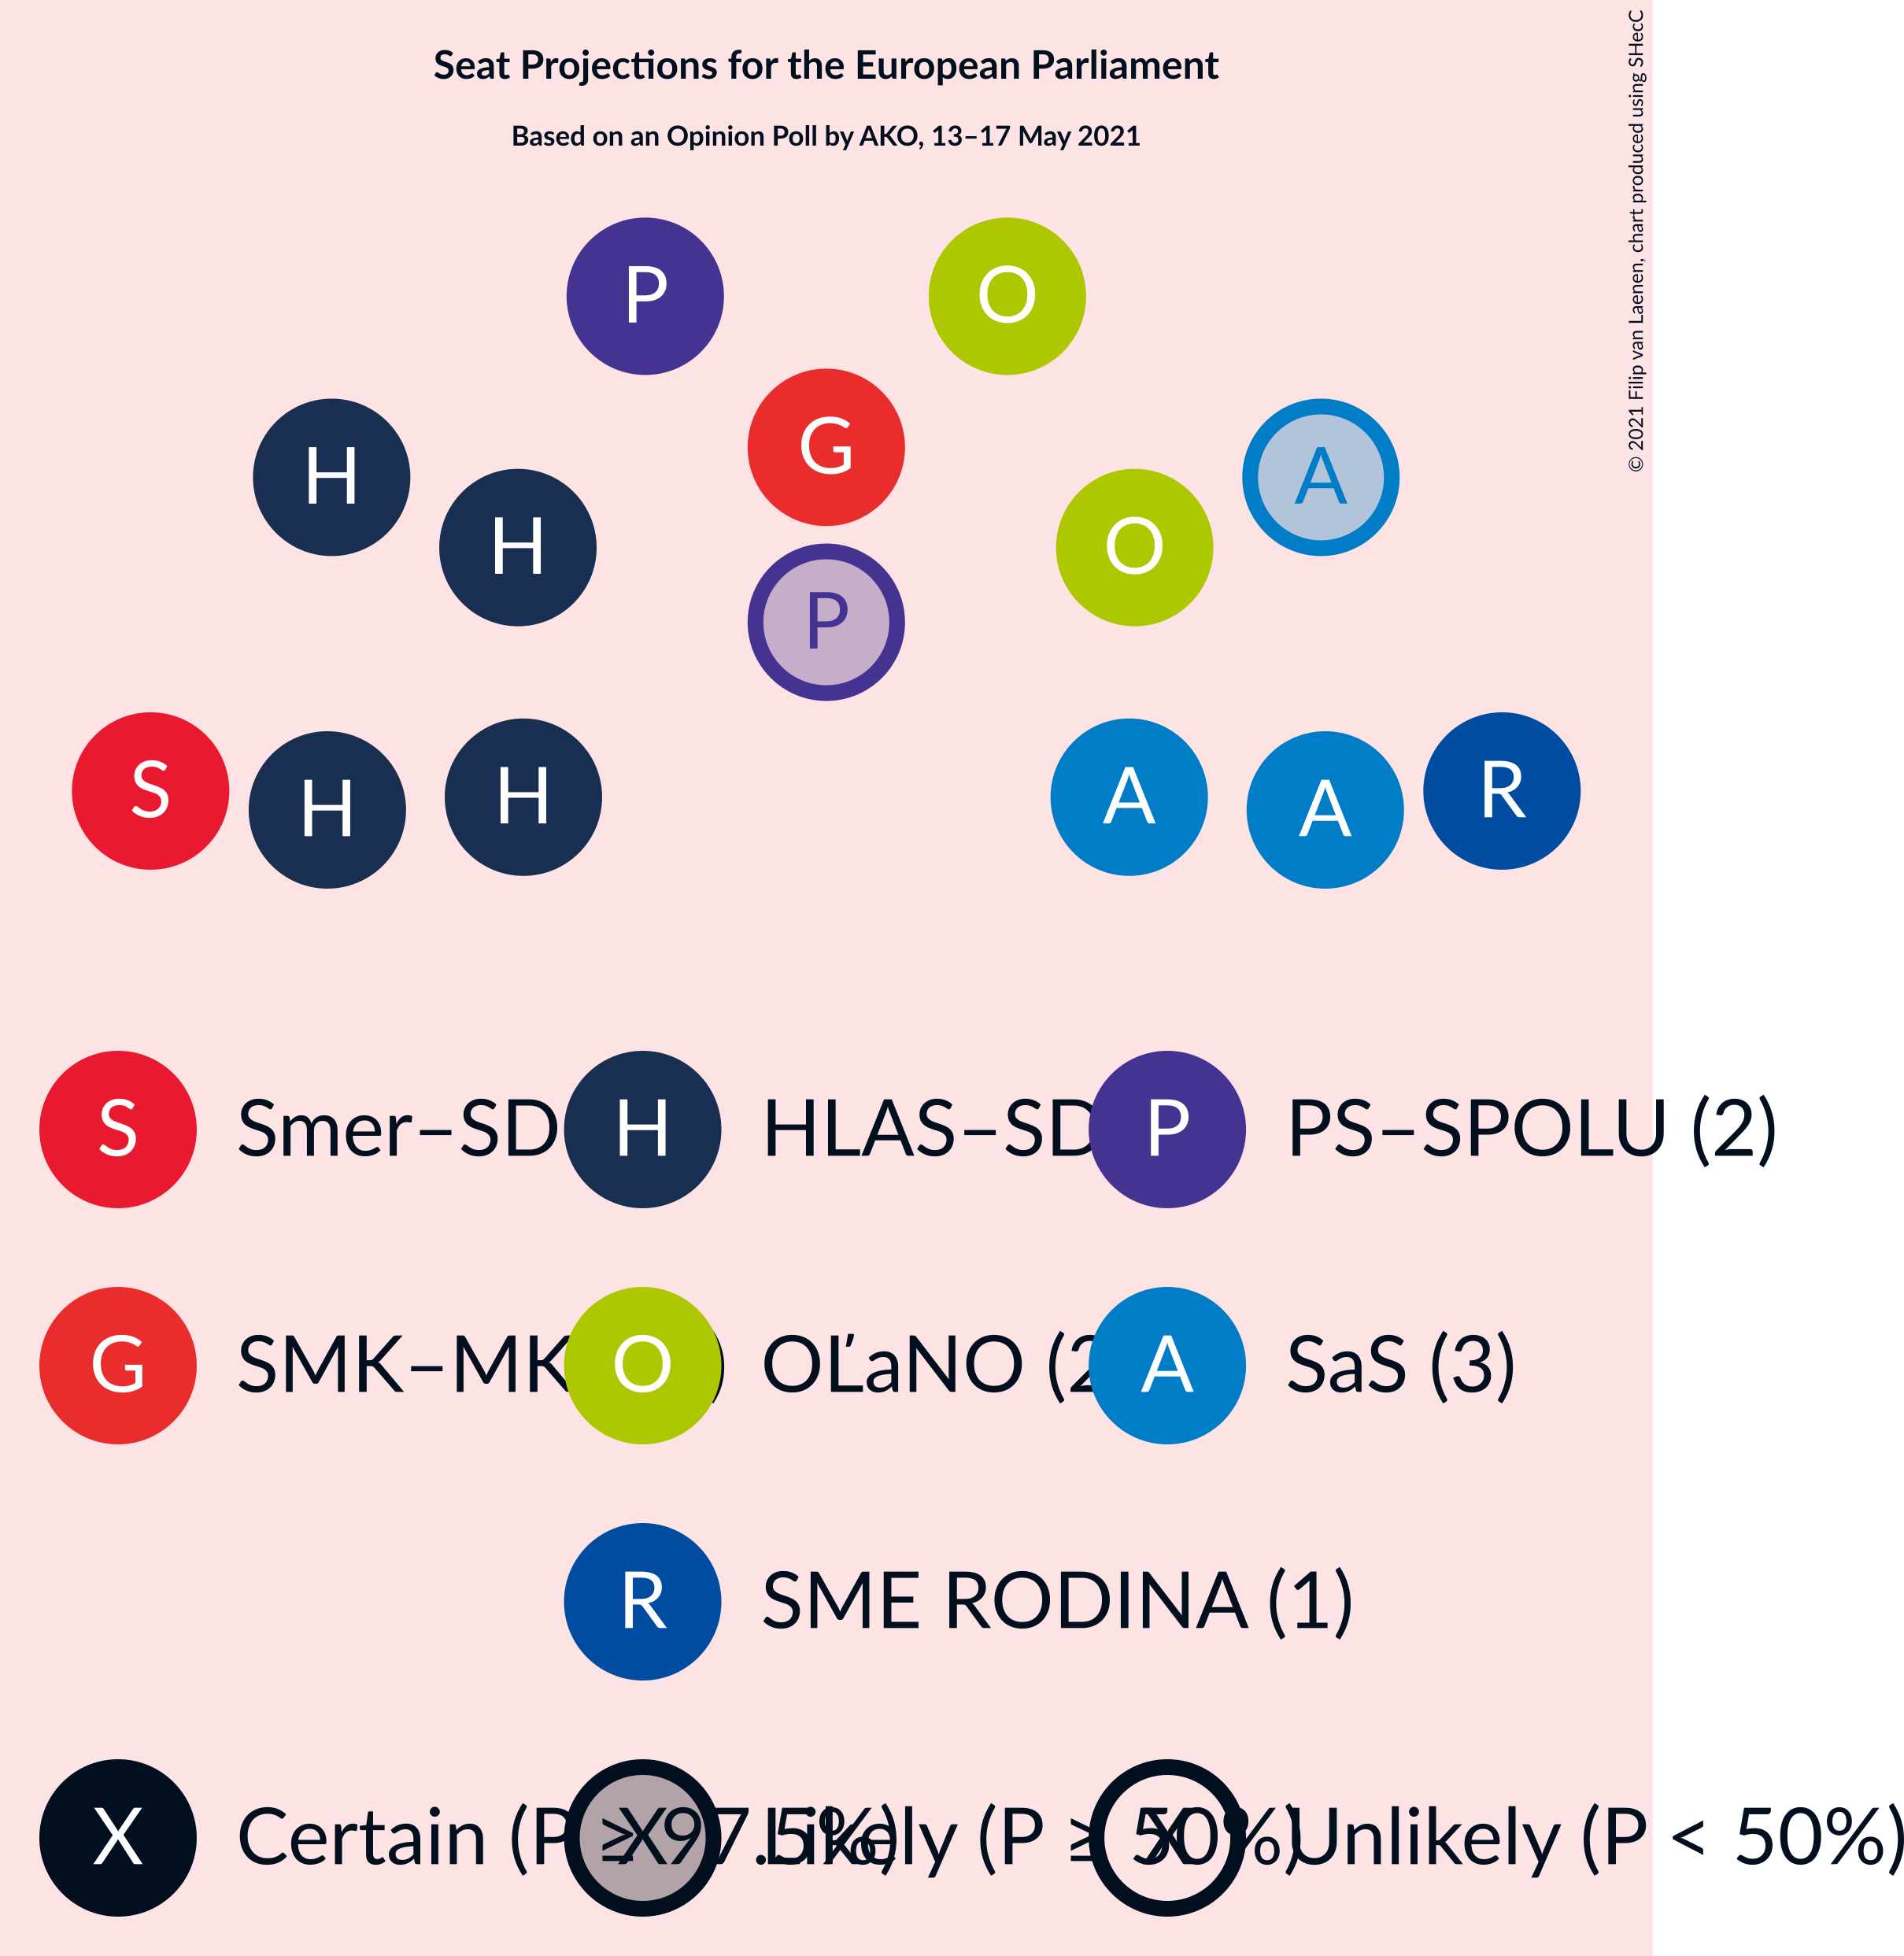 Seat Projections for the European Parliament
Based on an Opinion Poll by AKO, 13–17 May 2021
© 2021 Filip van Laenen, chart produced using SHecC
P O
G
H A
H O
P
S R
H H A A
S Smer–SD H HLAS–SD P PS–SPOLU (2)
G SMK–MK O OĽaNO (2 A SaS (3)
R SME RODINA (1)
X Certain (P ≥ 97.5%) X Likely (P ≥ 50%) X Unlikely (P < 50%)